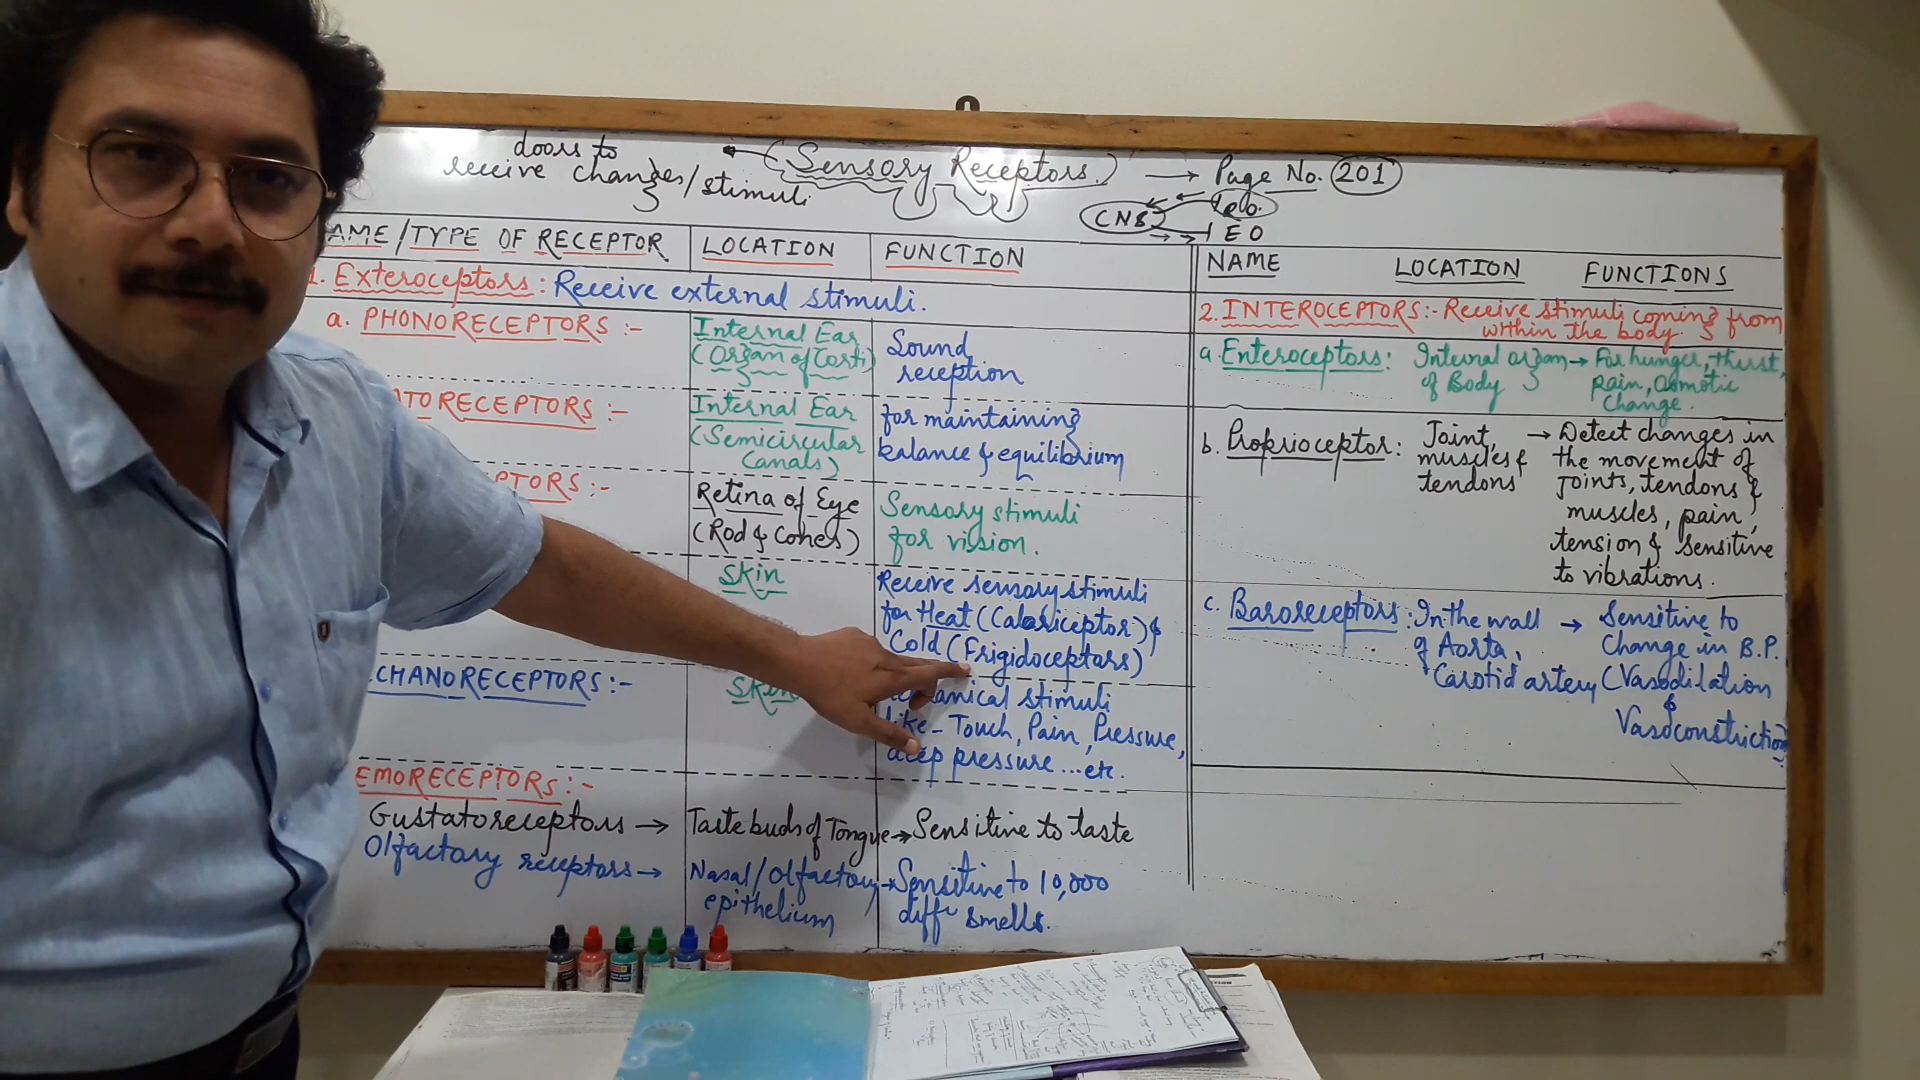 doors to
receive changes/stimuli
(Sensory Receptors.) → Page No. 201
CNS
E O
AME/TYPE OF RECEPTOR
LOCATION
FUNCTION
1. Exteroceptors: Receive external stimuli.
a. PHONORECEPTORS :-
Internal Ear
(Organ of Corti)
Sound
reception
ATORECEPTORS :-
Internal Ear
(Semicircular
Canals)
for maintaining
balance & equilibrium
PTORS :-
Retina of Eye
(Rod & Cones)
Sensory stimuli
for vision.
Skin
Receive sensory stimuli
for Heat (Caloriceptor) &
Cold (Frigidoceptors)
CHANORECEPTORS :-
Skin
anical stimuli
like - Touch, Pain, Pressure,
deep pressure ... etc.
EMORECEPTORS :-
Gustatoreceptors → Taste buds of Tongue → Sensitive to taste
Olfactory receptors → Nasal/Olfactory → Sensitive to 10,000
epithelium diff smells.
NAME LOCATION FUNCTIONS
2. INTEROCEPTORS:- Receive stimuli coming from
within the body.
a. Enteroceptors: Internal organ → For hunger, thirst,
of Body pain, osmotic
change.
b. Proprioceptor: Joint, → Detect changes in
muscles & the movement of
tendons joints, tendons &
muscles, pain,
tension & sensitive
to vibrations.
c. Baroreceptors: In the wall → Sensitive to
of Aorta, Change in B.P.
Carotid artery (Vasodilation
&
Vasoconstriction